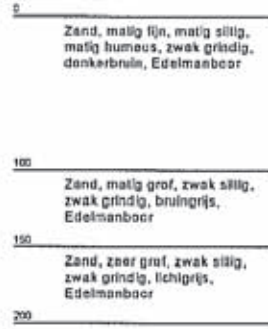 0
Zand, matig fijn, matig siltig,
matig humeus, zwak grindig,
donkerbruin, Edelmanboor
100
Zand, matig grof, zwak siltig,
zwak grindig, bruingrijs,
Edelmanboor
150
Zand, zeer grof, zwak siltig,
zwak grindig, lichtgrijs,
Edelmanboor
200